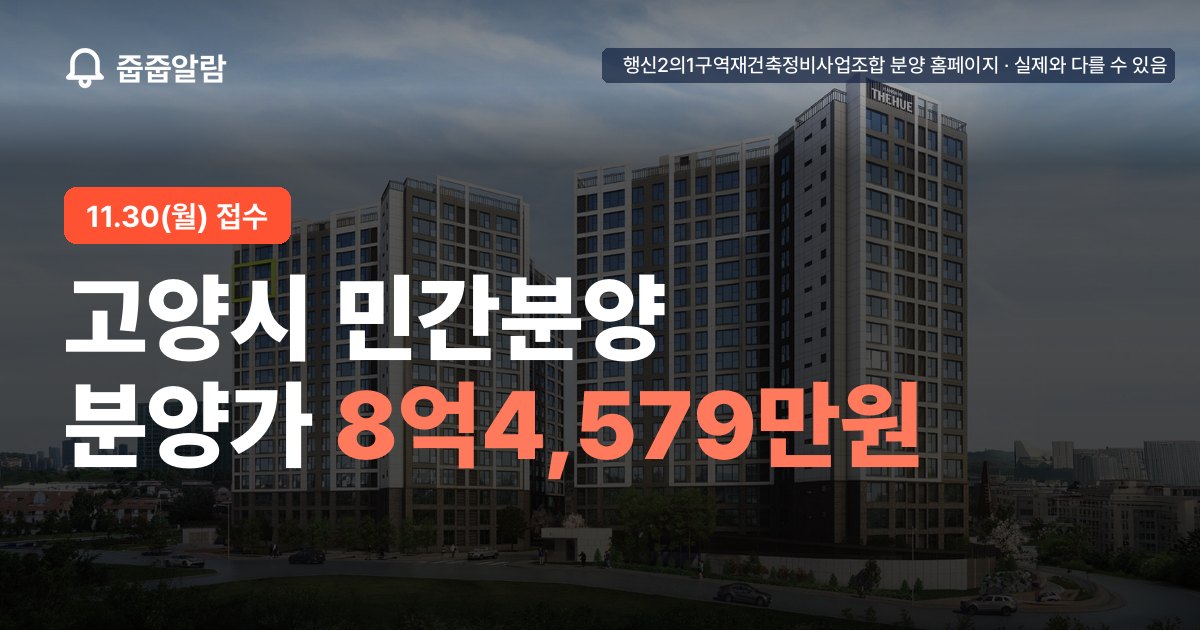 줍줍알람
행신2의1구역재건축정비사업조합 분양 홈페이지 · 실제와 다를 수 있음
THEHUE
11.30(월) 접수
고양시 민간분양
분양가 8억4,579만원